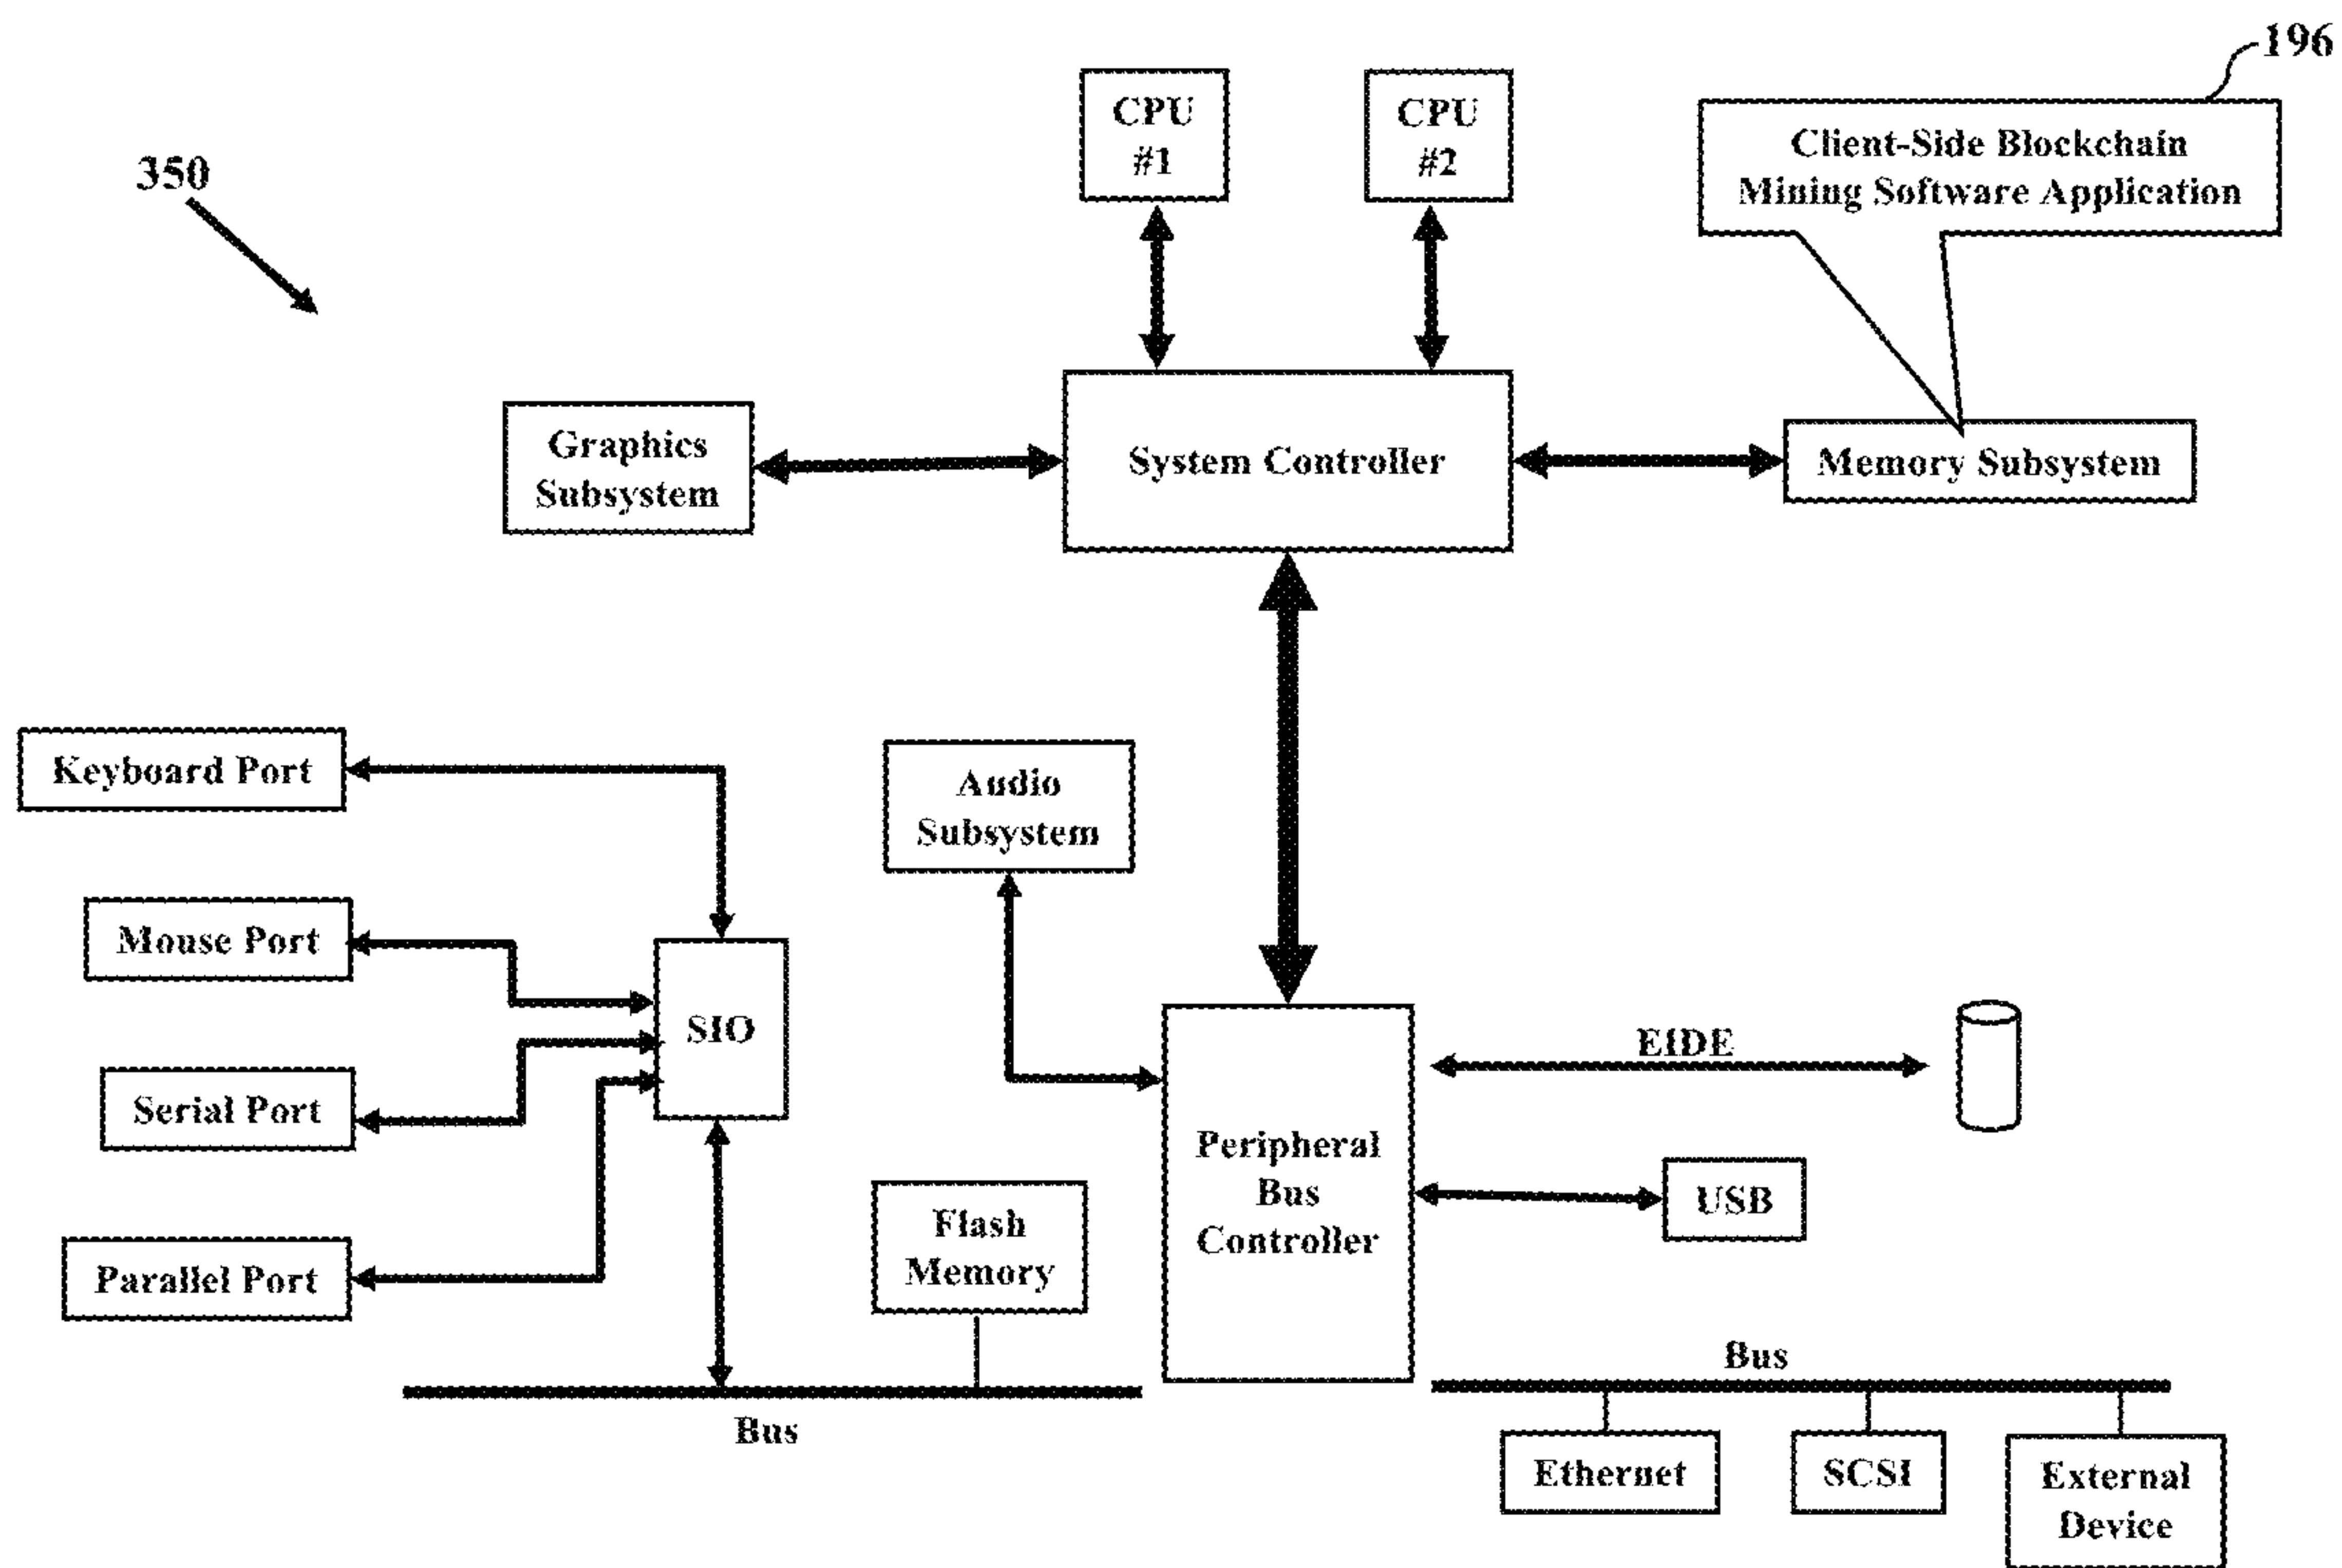 196
CPU
#1
CPU
#2
Client-Side Blockchain
Mining Software Application
350
Graphics
Subsystem
System Controller
Memory Subsystem
Keyboard Port
Audio
Subsystem
Mouse Port
SIO
EIDE
Serial Port
Peripheral
Bus
Controller
USB
Flash
Memory
Parallel Port
Bus
Bus
Ethernet
SCSI
External
Device